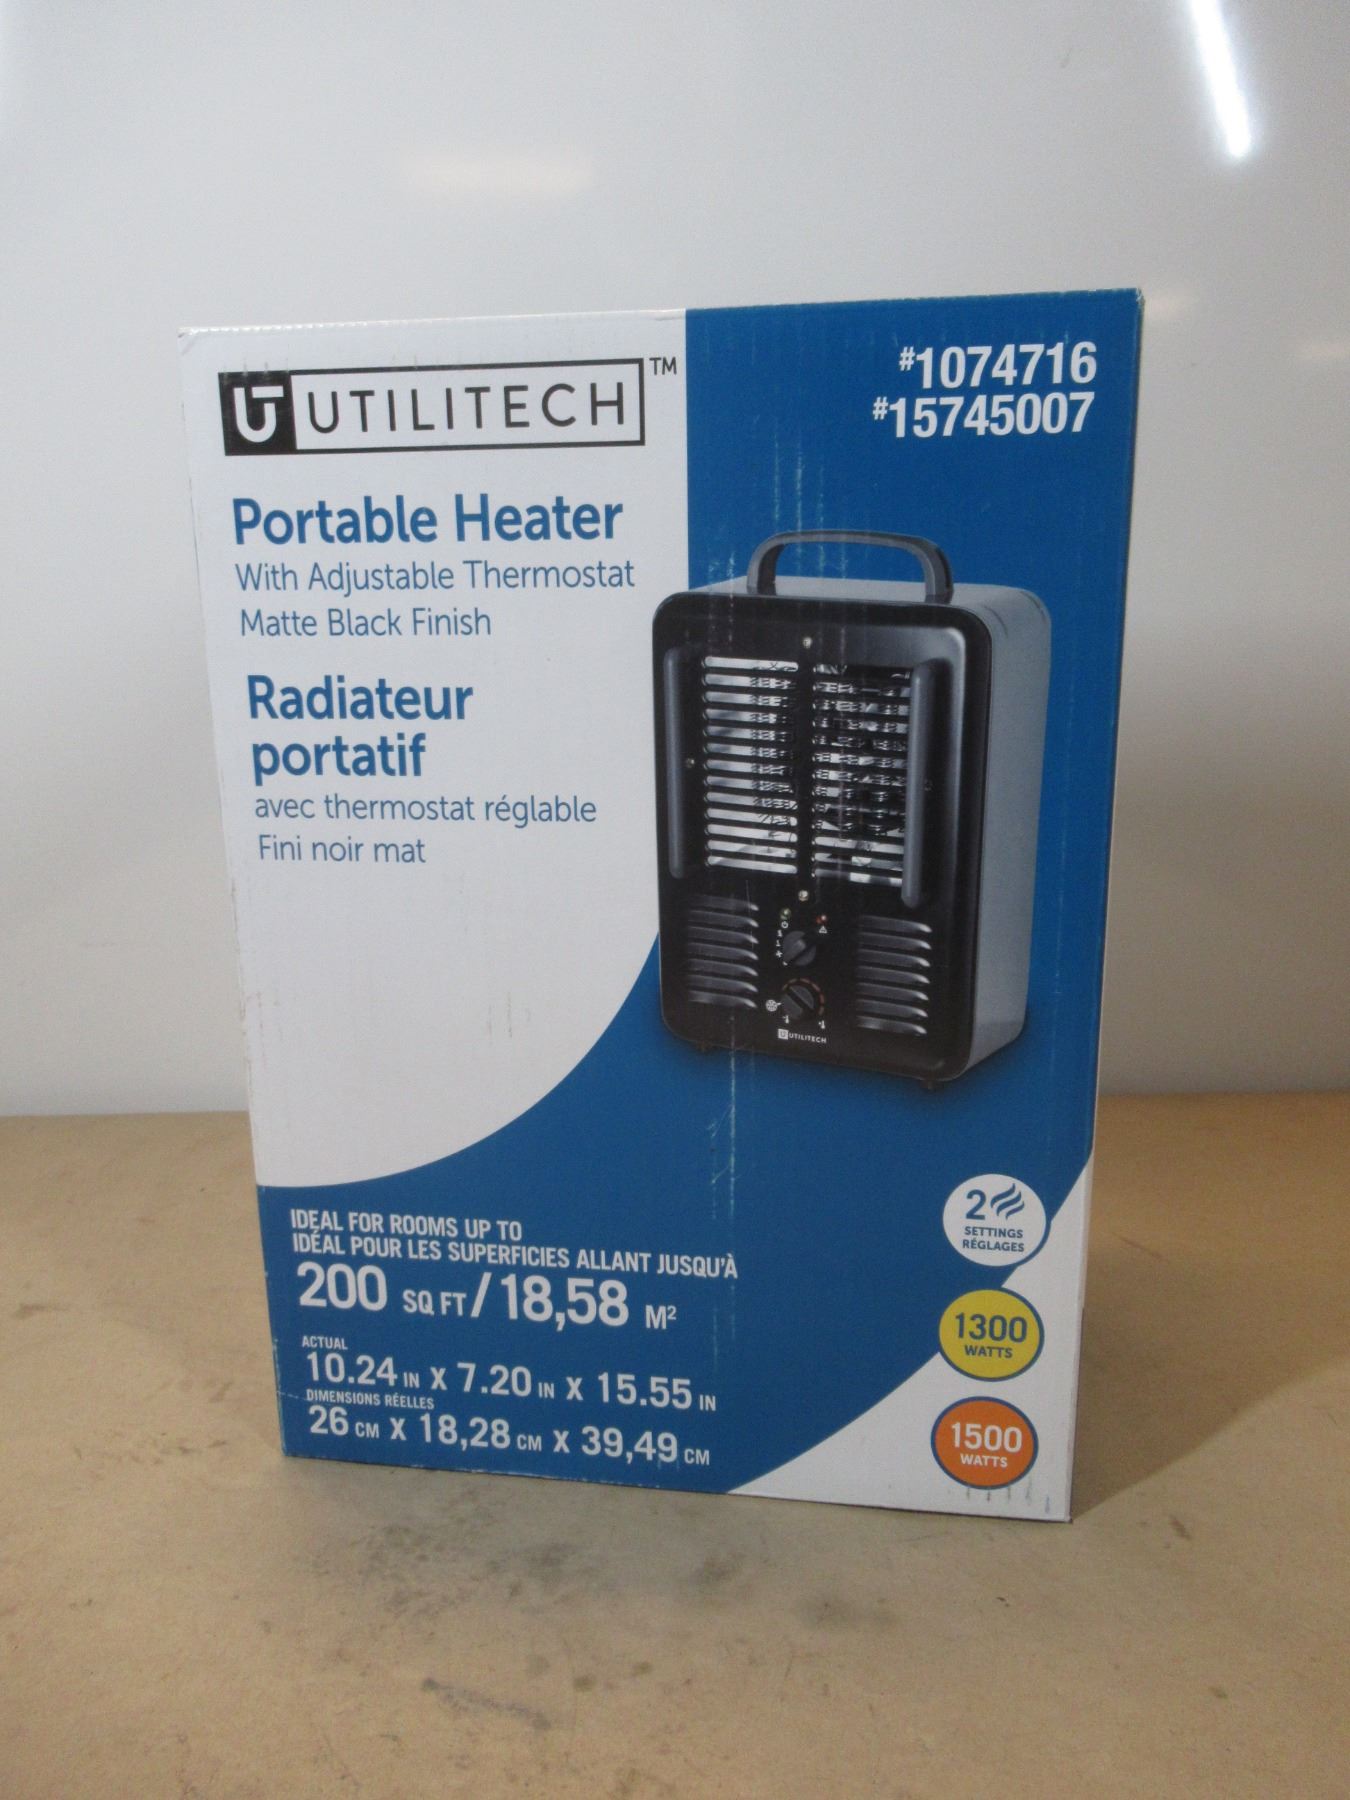 UTILITECH™
#1074716
#15745007
Portable Heater
With Adjustable Thermostat
Matte Black Finish
Radiateur
portatif
avec thermostat réglable
Fini noir mat
UTILITECH
IDEAL FOR ROOMS UP TO
IDÉAL POUR LES SUPERFICIES ALLANT JUSQU'À
200 SQ FT/18,58 M²
ACTUAL
10.24 IN X 7.20 IN X 15.55 IN
DIMENSIONS RÉELLES
26 CM X 18,28 CM X 39,49 CM
2
SETTINGS
RÉGLAGES
1300
WATTS
1500
WATTS